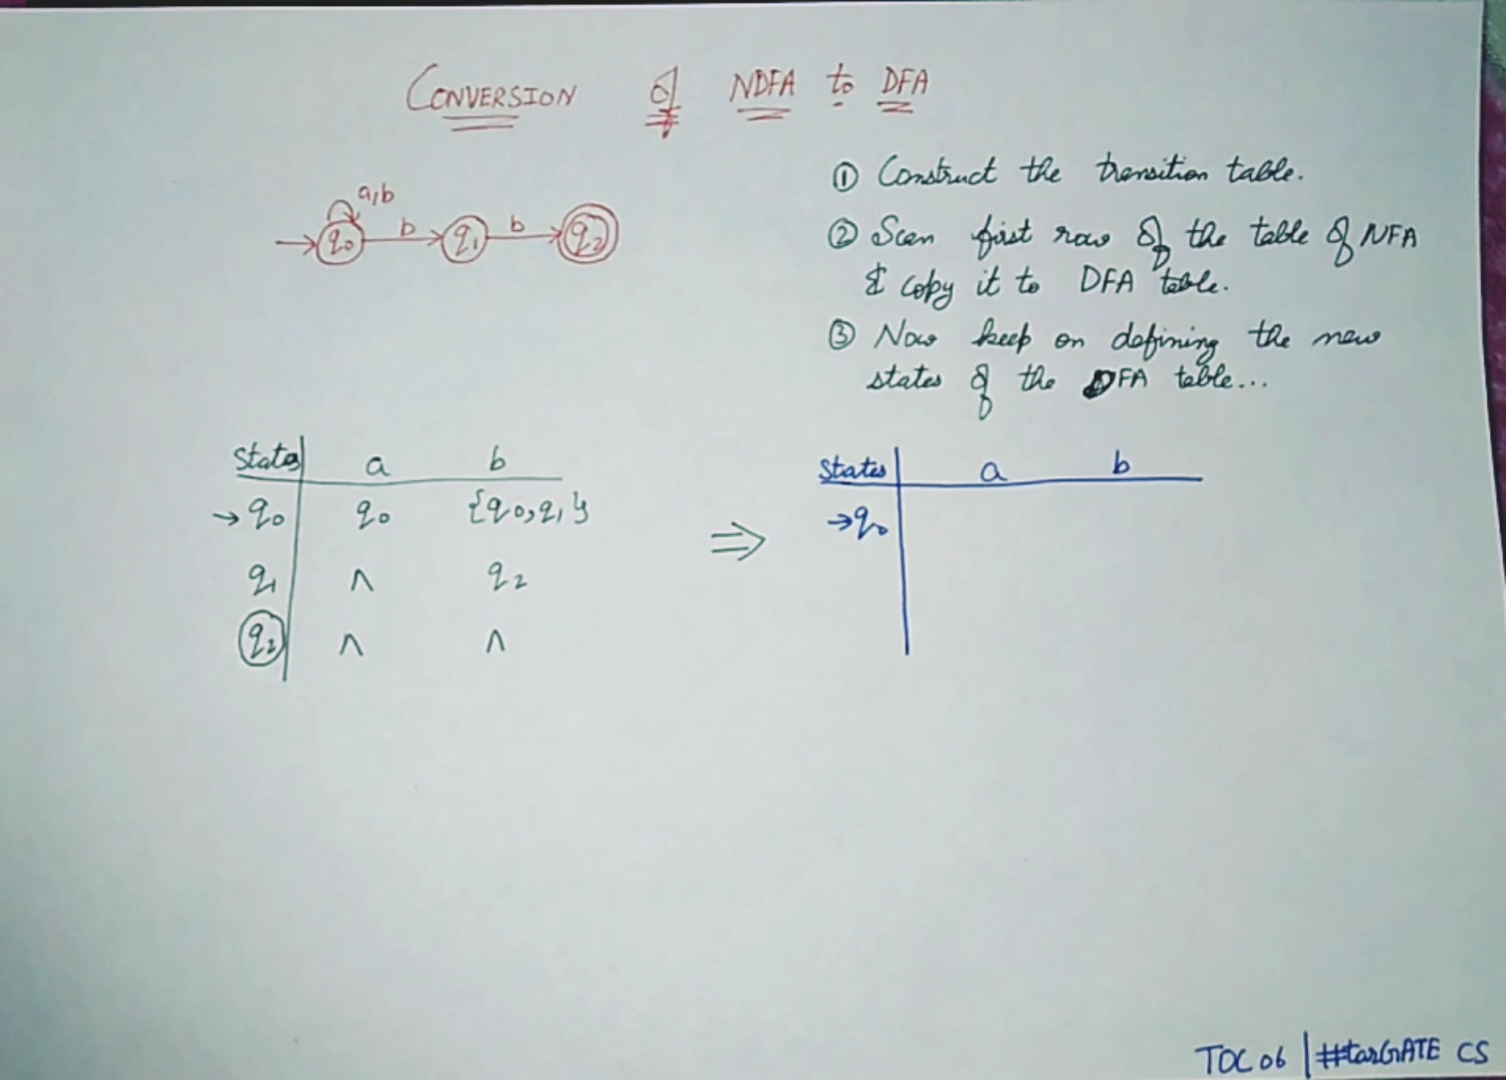 CONVERSION of NDFA to DFA
a,b
q₀ b q₁ b q₂
① Construct the transition table.
② Scan first row of the table of NFA
& copy it to DFA table.
③ Now keep on defining the new
states of the DFA table...
States a b
→ q₀ q₀ {q₀,q₁}
q₁ ∧ q₂
q₂ ∧ ∧
⇒
States a b
→q₀
TOC 06 | #tarGATE CS